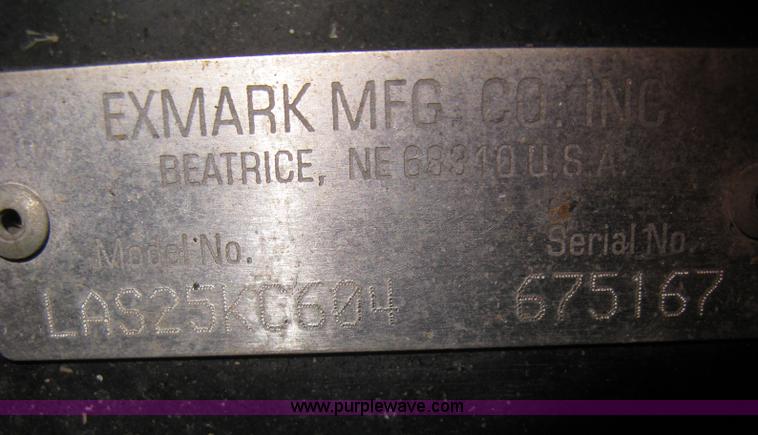 EXMARK MFG. CO. INC
BEATRICE, NE 68310 U.S.A.
Model No. Serial No.
LAS25KC604 675167
www.purplewave.com